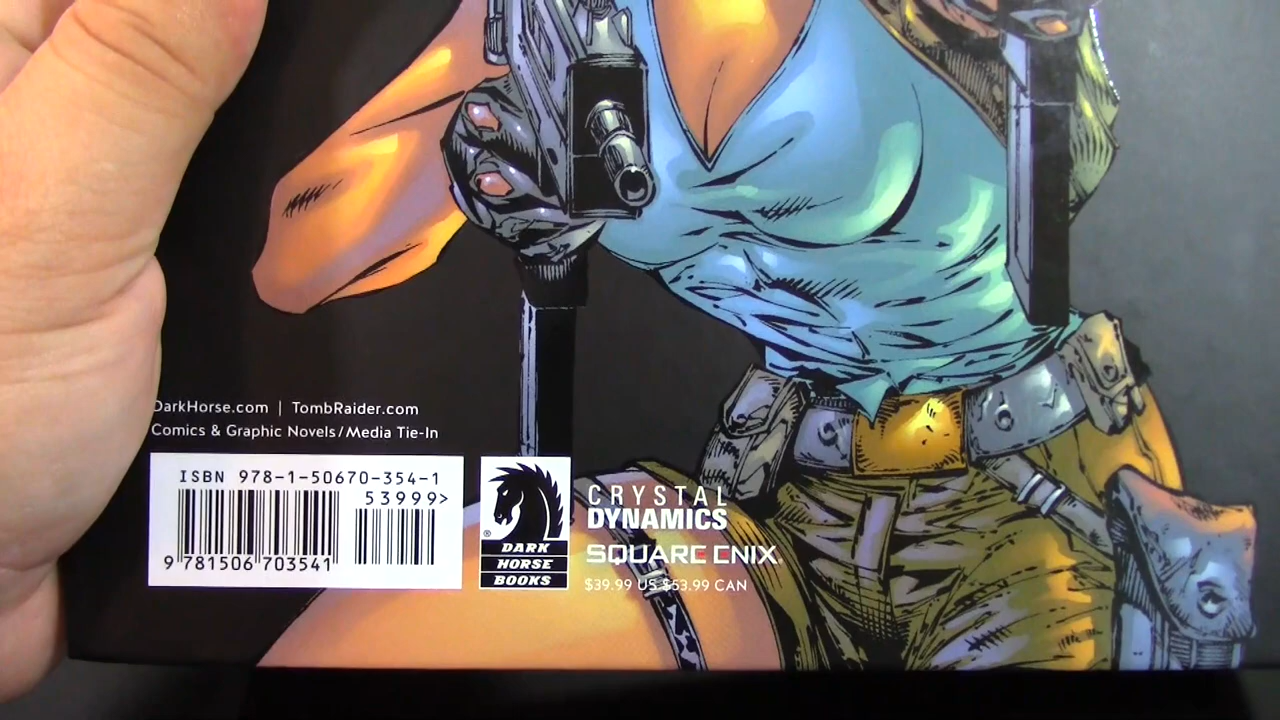 DarkHorse.com | TombRaider.com
Comics & Graphic Novels/Media Tie-In
ISBN 978-1-50670-354-1
53999>
9 781506 703541
®
DARK
HORSE
BOOKS
CRYSTAL
DYNAMICS
SQUARE ENIX®
$39.99 US $53.99 CAN